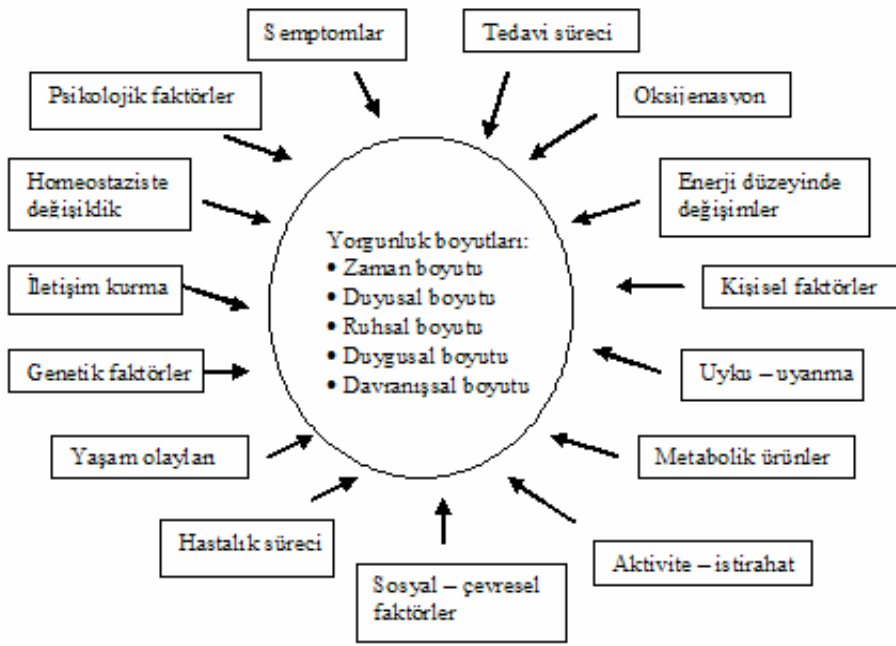 Semptomlar
Tedavi süreci
Psikolojik faktörler
Oksijenasyon
Homeostaziste
değişiklik
Enerji düzeyinde
değişimler
Yorgunluk boyutları:
• Zaman boyutu
• Duyusal boyutu
• Ruhsal boyutu
• Duygusal boyutu
• Davranışsal boyutu
İletişim kurma
Kişisel faktörler
Genetik faktörler
Uyku – uyanma
Yaşam olayları
Metabolik ürünler
Hastalık süreci
Aktivite – istirahat
Sosyal – çevresel
faktörler